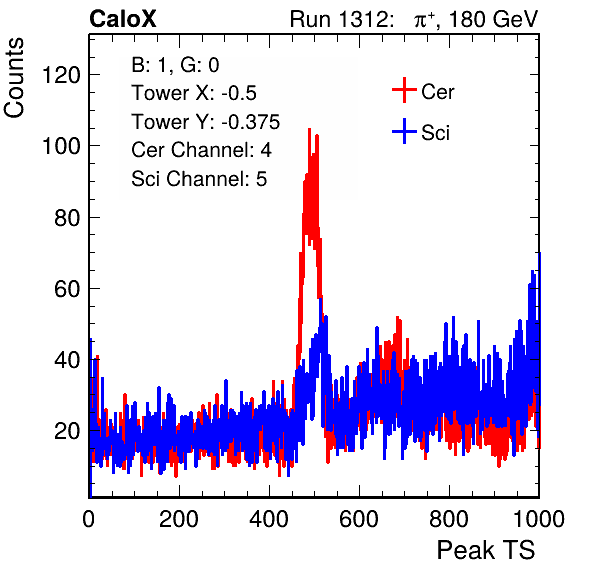 CaloX Run 1312: π⁺, 180 GeV
Counts
B: 1, G: 0
Tower X: -0.5
Tower Y: -0.375
Cer Channel: 4
Sci Channel: 5
Cer
Sci
120
100
80
60
40
20
0 200 400 600 800 1000
Peak TS